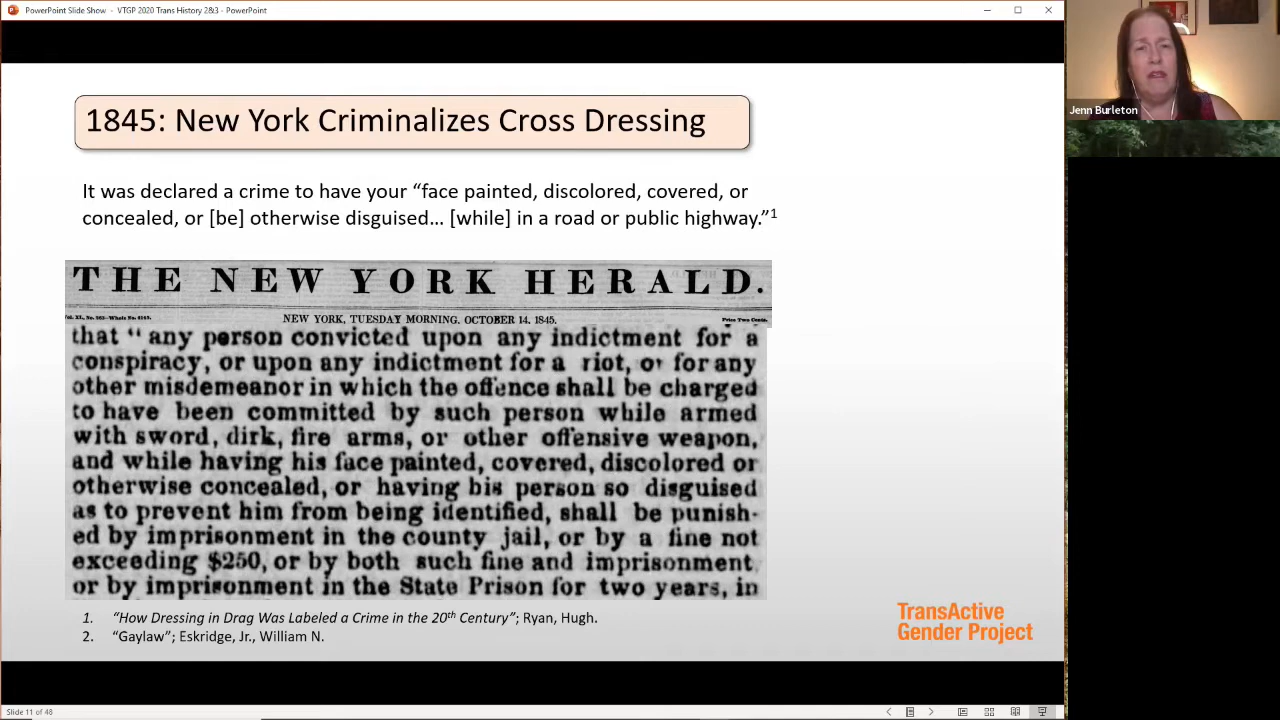 PowerPoint Slide Show - VTGP 2020 Trans History 2&3 - PowerPoint
Jenn Burleton
1845: New York Criminalizes Cross Dressing
It was declared a crime to have your “face painted, discolored, covered, or
concealed, or [be] otherwise disguised… [while] in a road or public highway.”1
THE NEW YORK HERALD.
NEW YORK, TUESDAY MORNING, OCTOBER 14, 1845.
Price Two Cents.
that “ any person convicted upon any indictment for a
conspiracy, or upon any indictment for a riot, or for any
other misdemeanor in which the offence shall be charged
to have been committed by such person while armed
with sword, dirk, fire arms, or other offensive weapon,
and while having his face painted, covered, discolored or
otherwise concealed, or having his person so disguised
as to prevent him from being identified, shall be punish-
ed by imprisonment in the county jail, or by a fine not
exceeding $250, or by both such fine and imprisonment
or by imprisonment in the State Prison for two years, in
1. “How Dressing in Drag Was Labeled a Crime in the 20th Century”; Ryan, Hugh.
2. “Gaylaw”; Eskridge, Jr., William N.
TransActive
Gender Project
Slide 11 of 48